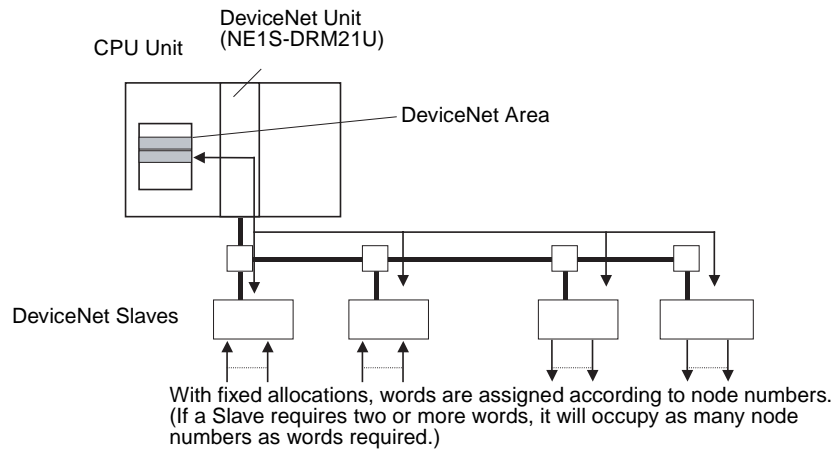 DeviceNet Unit
(NE1S-DRM21U)
CPU Unit
DeviceNet Area
DeviceNet Slaves
With fixed allocations, words are assigned according to node numbers.
(If a Slave requires two or more words, it will occupy as many node
numbers as words required.)